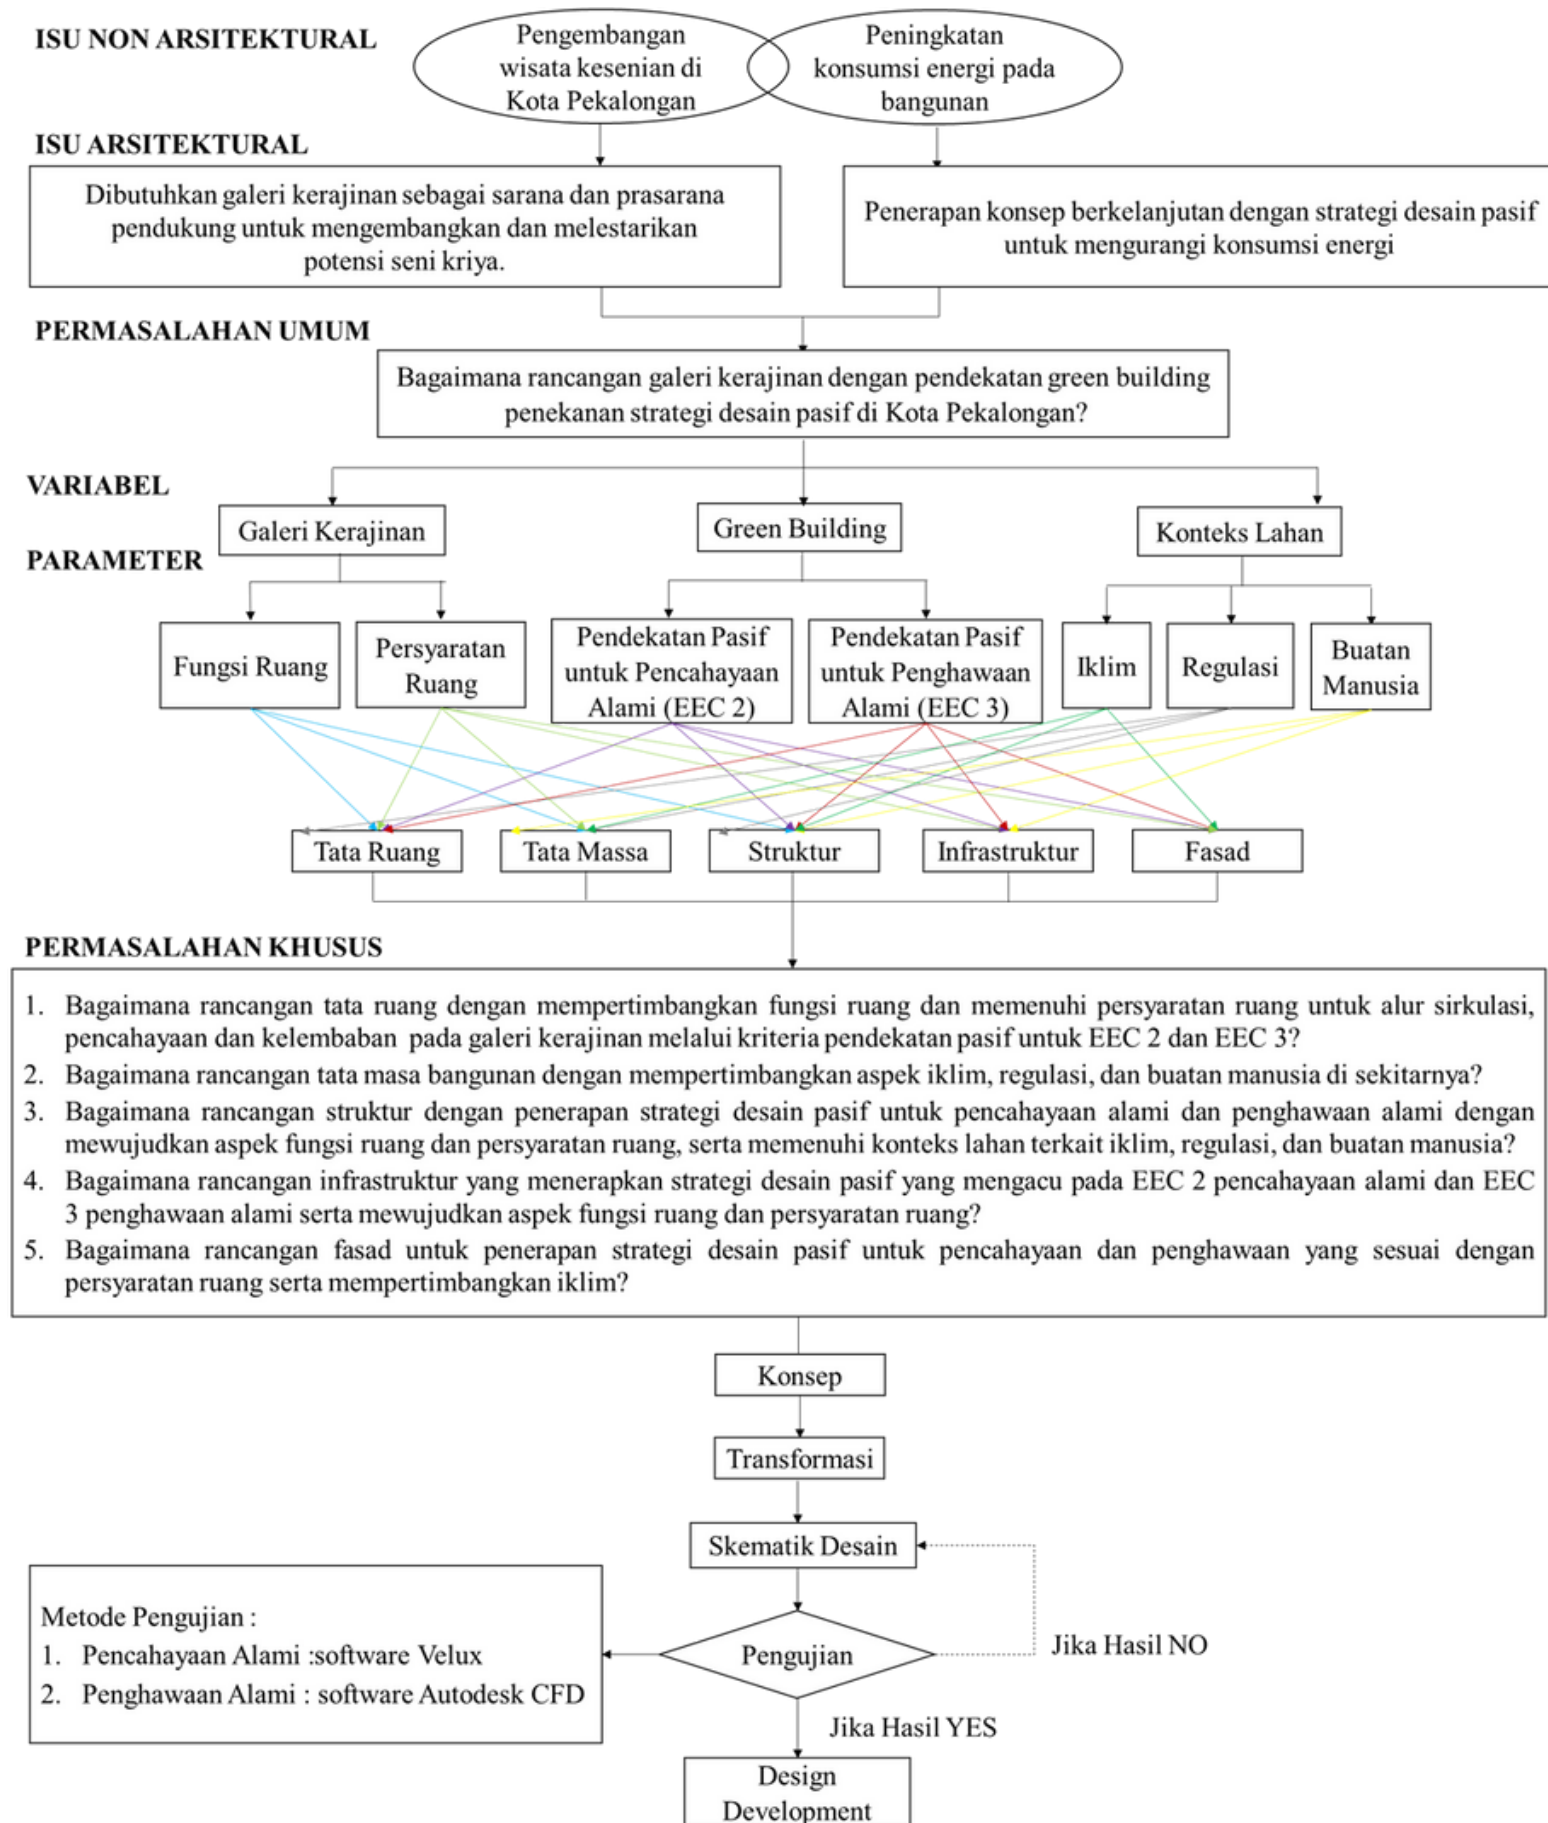 ISU NON ARSITEKTURAL
Pengembangan
wisata kesenian di
Kota Pekalongan
Peningkatan
konsumsi energi pada
bangunan
ISU ARSITEKTURAL
Dibutuhkan galeri kerajinan sebagai sarana dan prasarana
pendukung untuk mengembangkan dan melestarikan
potensi seni kriya.
Penerapan konsep berkelanjutan dengan strategi desain pasif
untuk mengurangi konsumsi energi
PERMASALAHAN UMUM
Bagaimana rancangan galeri kerajinan dengan pendekatan green building
penekanan strategi desain pasif di Kota Pekalongan?
VARIABEL
Galeri Kerajinan
Green Building
Konteks Lahan
PARAMETER
Fungsi Ruang
Persyaratan
Ruang
Pendekatan Pasif
untuk Pencahayaan
Alami (EEC 2)
Pendekatan Pasif
untuk Penghawaan
Alami (EEC 3)
Iklim
Regulasi
Buatan
Manusia
Tata Ruang
Tata Massa
Struktur
Infrastruktur
Fasad
PERMASALAHAN KHUSUS
1. Bagaimana rancangan tata ruang dengan mempertimbangkan fungsi ruang dan memenuhi persyaratan ruang untuk alur sirkulasi,
pencahayaan dan kelembaban pada galeri kerajinan melalui kriteria pendekatan pasif untuk EEC 2 dan EEC 3?
2. Bagaimana rancangan tata masa bangunan dengan mempertimbangkan aspek iklim, regulasi, dan buatan manusia di sekitarnya?
3. Bagaimana rancangan struktur dengan penerapan strategi desain pasif untuk pencahayaan alami dan penghawaan alami dengan
mewujudkan aspek fungsi ruang dan persyaratan ruang, serta memenuhi konteks lahan terkait iklim, regulasi, dan buatan manusia?
4. Bagaimana rancangan infrastruktur yang menerapkan strategi desain pasif yang mengacu pada EEC 2 pencahayaan alami dan EEC
3 penghawaan alami serta mewujudkan aspek fungsi ruang dan persyaratan ruang?
5. Bagaimana rancangan fasad untuk penerapan strategi desain pasif untuk pencahayaan dan penghawaan yang sesuai dengan
persyaratan ruang serta mempertimbangkan iklim?
Konsep
Transformasi
Skematik Desain
Metode Pengujian :
1. Pencahayaan Alami :software Velux
2. Penghawaan Alami : software Autodesk CFD
Pengujian
Jika Hasil NO
Jika Hasil YES
Design
Development